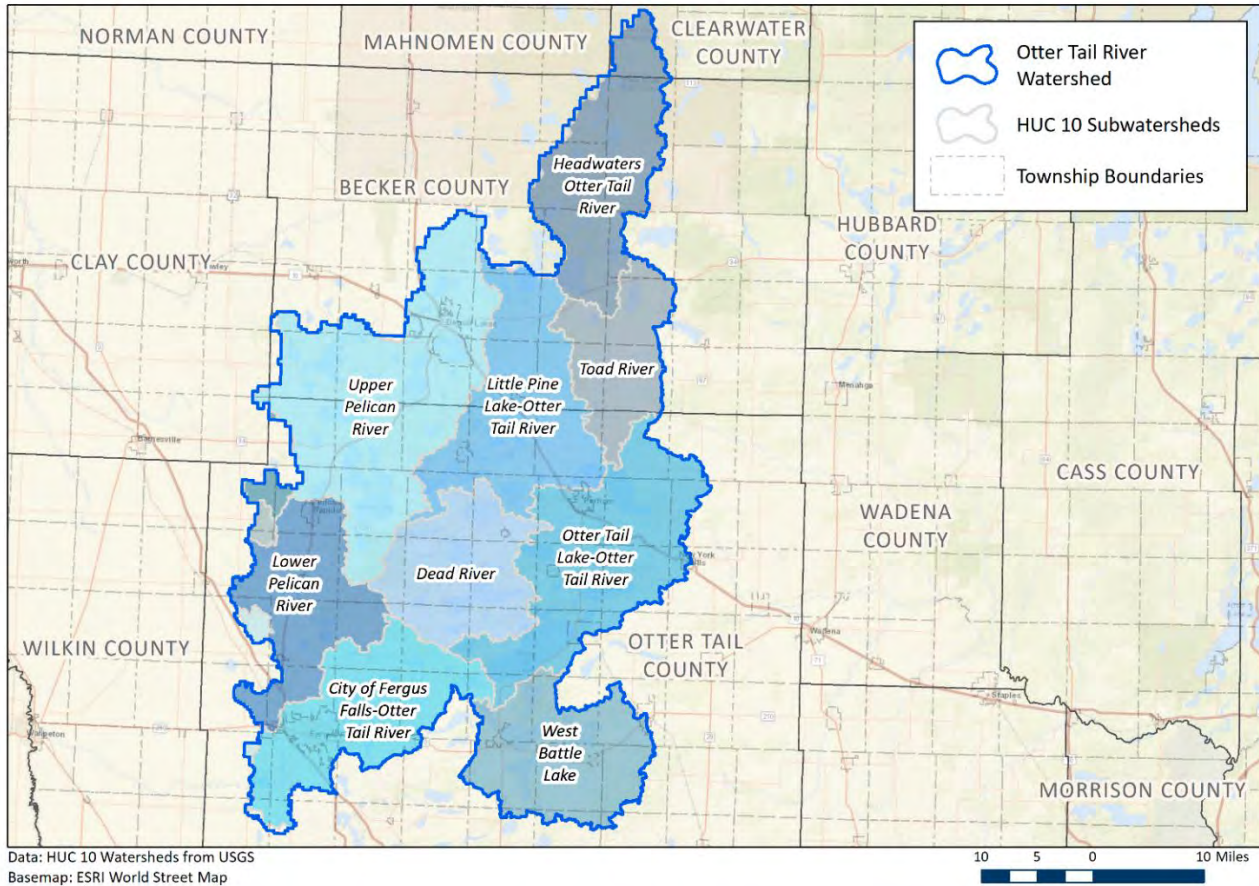 NORMAN COUNTY
MAHNOMEN COUNTY
CLEARWATER
COUNTY
Otter Tail River
Watershed
HUC 10 Subwatersheds
Township Boundaries
Headwaters
Otter Tail
River
BECKER COUNTY
HUBBARD
COUNTY
CLAY COUNTY
Upper
Pelican
River
Little Pine
Lake-Otter
Tail River
Toad River
Menahga
Barnesville
CASS COUNTY
WADENA
COUNTY
Otter Tail
Lake-Otter
Tail River
Dead River
Lower
Pelican
River
WILKIN COUNTY
OTTER TAIL
COUNTY
Wadena
Staples
City of Fergus
Falls-Otter
Tail River
West
Battle
Lake
MORRISON COUNTY
Data: HUC 10 Watersheds from USGS
Basemap: ESRI World Street Map
10 5 0 10 Miles